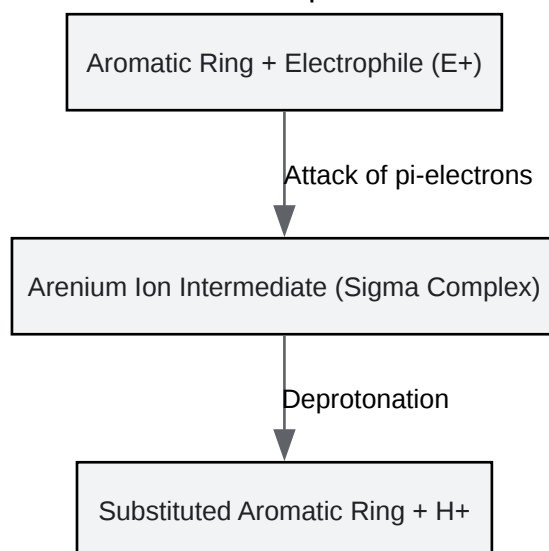 Aromatic Ring + Electrophile (E+)
Attack of pi-electrons
Arenium Ion Intermediate (Sigma Complex)
Deprotonation
Substituted Aromatic Ring + H+